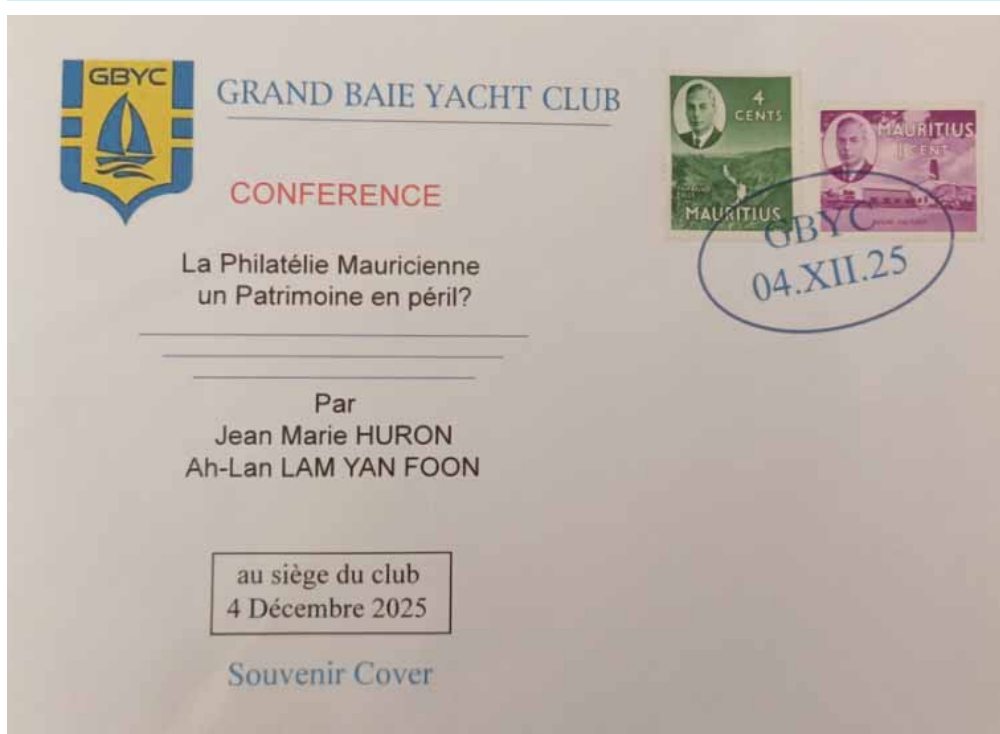 GBYC
GRAND BAIE YACHT CLUB
4
CENTS
MAURITIUS
MAURITIUS
1 CENT
GBYC
04.XII.25
CONFERENCE
La Philatélie Mauricienne
un Patrimoine en péril?
Par
Jean Marie HURON
Ah-Lan LAM YAN FOON
au siège du club
4 Décembre 2025
Souvenir Cover